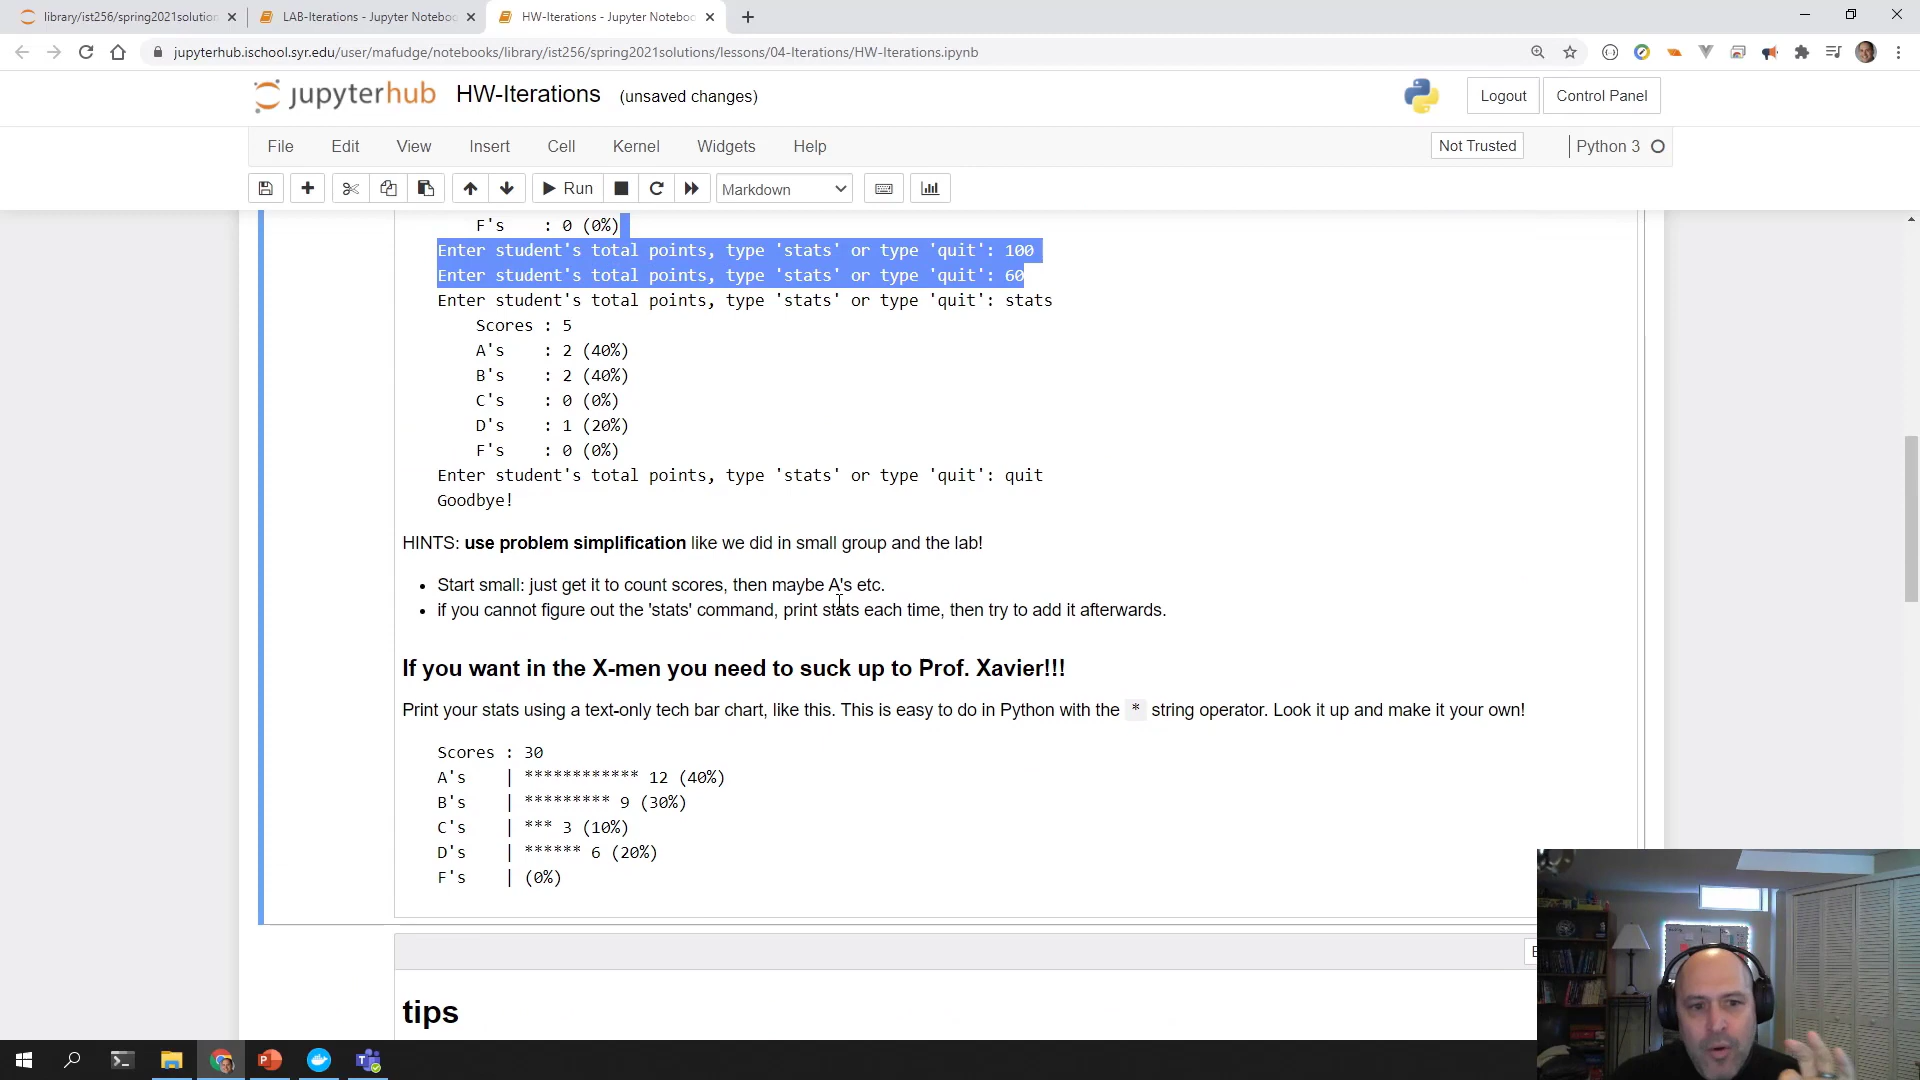 library/ist256/spring2021solution
LAB-Iterations - Jupyter Notebo
HW-Iterations - Jupyter Notebo
jupyterhub.ischool.syr.edu/user/mafudge/notebooks/library/ist256/spring2021solutions/lessons/04-Iterations/HW-Iterations.ipynb
jupyterhub HW-Iterations (unsaved changes) Logout Control Panel
File Edit View Insert Cell Kernel Widgets Help Not Trusted Python 3
Run Markdown
F's : 0 (0%)
Enter student's total points, type 'stats' or type 'quit': 100
Enter student's total points, type 'stats' or type 'quit': 60
Enter student's total points, type 'stats' or type 'quit': stats
Scores : 5
A's : 2 (40%)
B's : 2 (40%)
C's : 0 (0%)
D's : 1 (20%)
F's : 0 (0%)
Enter student's total points, type 'stats' or type 'quit': quit
Goodbye!
HINTS: use problem simplification like we did in small group and the lab!
• Start small: just get it to count scores, then maybe A's etc.
• if you cannot figure out the 'stats' command, print stats each time, then try to add it afterwards.
If you want in the X-men you need to suck up to Prof. Xavier!!!
Print your stats using a text-only tech bar chart, like this. This is easy to do in Python with the * string operator. Look it up and make it your own!
Scores : 30
A's | ************ 12 (40%)
B's | ********* 9 (30%)
C's | *** 3 (10%)
D's | ****** 6 (20%)
F's | (0%)
tips